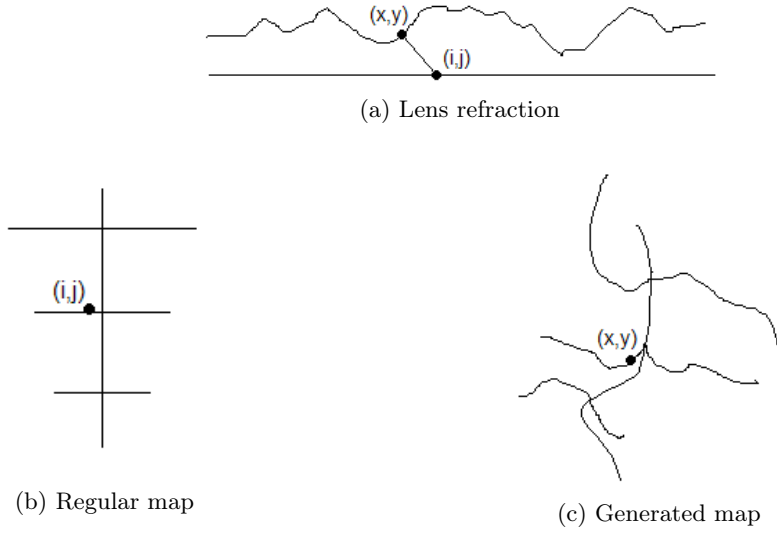 (x,y)
(i,j)
(a) Lens refraction
(i,j)
(x,y)
(b) Regular map
(c) Generated map